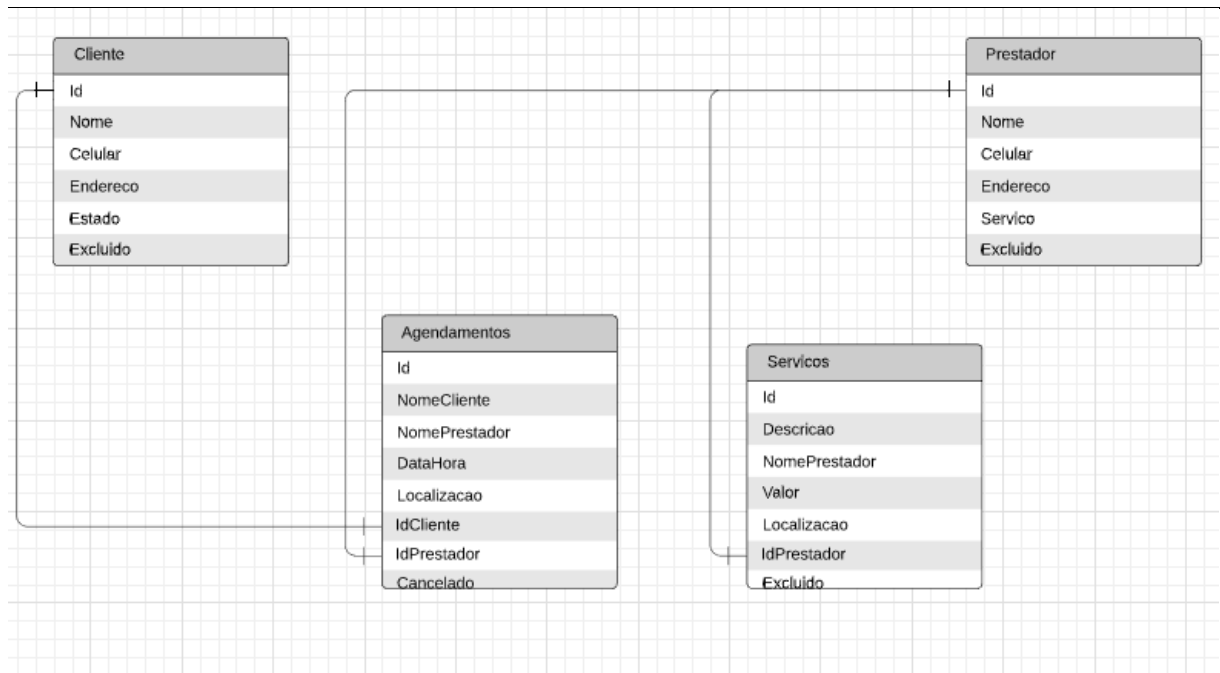 Cliente
Id
Nome
Celular
Endereco
Estado
Excluido
Prestador
Id
Nome
Celular
Endereco
Servico
Excluido
Agendamentos
Id
NomeCliente
NomePrestador
DataHora
Localizacao
IdCliente
IdPrestador
Cancelado
Servicos
Id
Descricao
NomePrestador
Valor
Localizacao
IdPrestador
Excluido